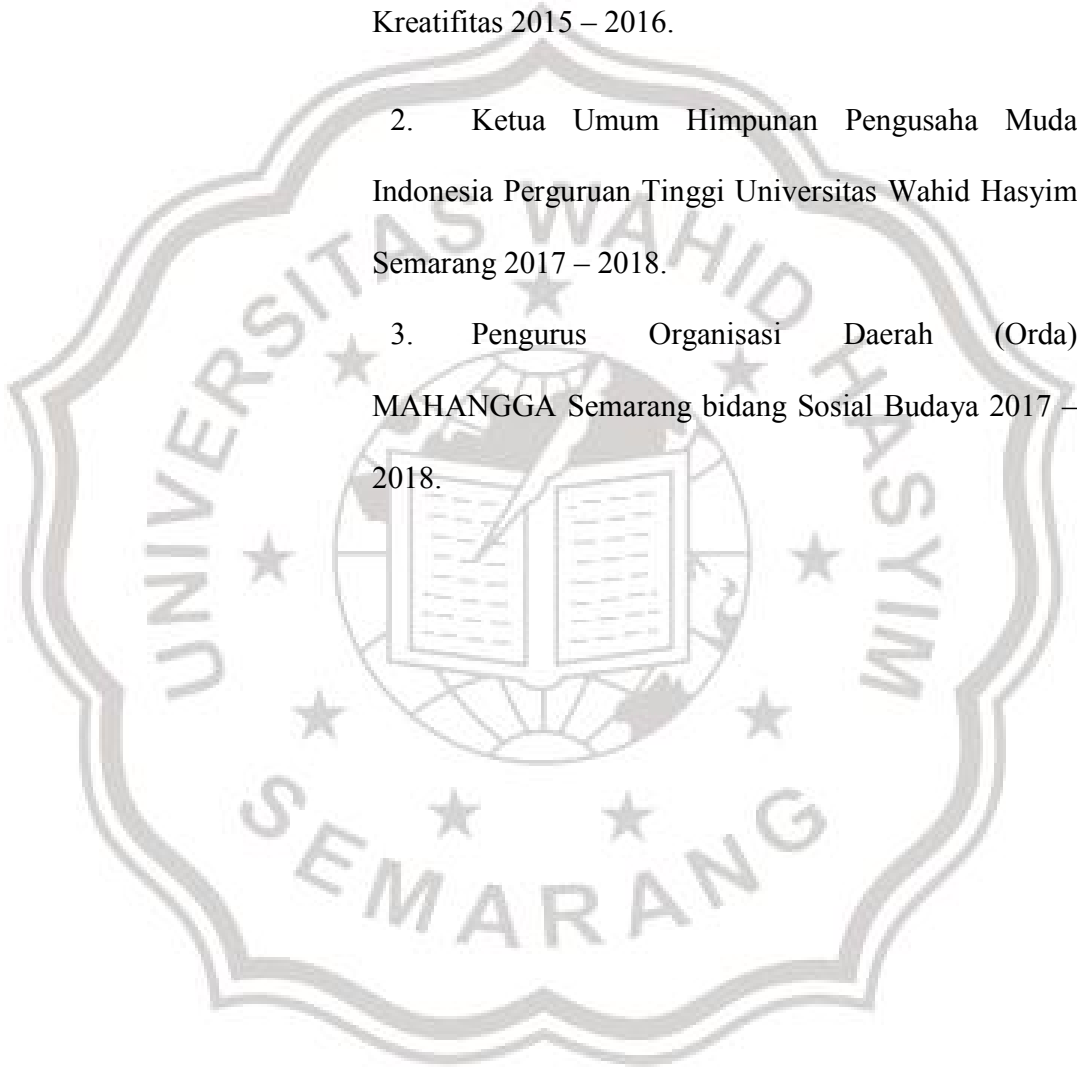 Kreatifitas 2015 – 2016.
2. Ketua Umum Himpunan Pengusaha Muda
Indonesia Perguruan Tinggi Universitas Wahid Hasyim
Semarang 2017 – 2018.
3. Pengurus Organisasi Daerah (Orda)
MAHANGGA Semarang bidang Sosial Budaya 2017 –
2018.
UNIVERSITAS WAHID HASYIM
SEMARANG